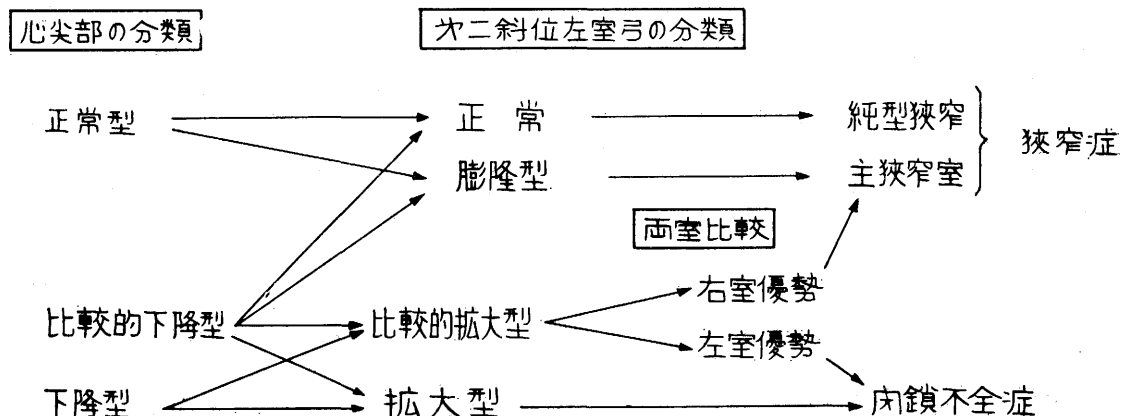 心尖部の分類
第二斜位左室弓の分類
正常型
正常
純型狭窄
膨隆型
主狭窄室
狭窄症
両室比較
右室優勢
比較的下降型
比較的拡大型
左室優勢
下降型
拡大型
閉鎖不全症